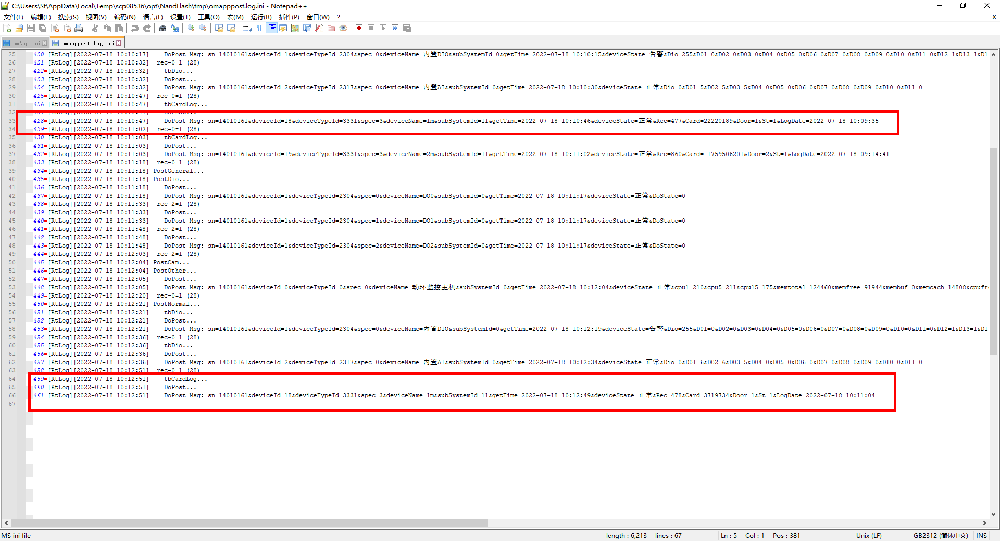 C:\Users\St\AppData\Local\Temp\scp08536\opt\NandFlash\tmp\omapppost.log.ini - Notepad++
文件(F) 编辑(E) 搜索(S) 视图(V) 编码(N) 语言(L) 设置(T) 工具(O) 宏(M) 运行(R) 插件(P) 窗口(W) ? X
omApp.ini omapppost.log.ini
25 420=[RtLog][2022-07-18 10:10:17] DoPost Msg: sn=14010161&deviceId=1&deviceTypeId=2304&spec=0&deviceName=内置DIO&subSystemId=0&getTime=2022-07-18 10:10:15&deviceState=告警&Dio=255&D01=0&D02=0&D03=0&D04=0&D05=0&D06=0&D07=0&D08=0&D09=0&D10=0&D11=0&D12=1&D13=1&D1
26 421=[RtLog][2022-07-18 10:10:32] rec-0=1 (28)
27 422=[RtLog][2022-07-18 10:10:32] tbDio...
28 423=[RtLog][2022-07-18 10:10:32] DoPost...
29 424=[RtLog][2022-07-18 10:10:32] DoPost Msg: sn=14010161&deviceId=2&deviceTypeId=2317&spec=0&deviceName=内置AI&subSystemId=0&getTime=2022-07-18 10:10:30&deviceState=正常&Dio=0&D01=5&D02=5&D03=5&D04=0&D05=0&D06=0&D07=0&D08=0&D09=0&D10=0&D11=0
30 425=[RtLog][2022-07-18 10:10:47] rec-0=1 (28)
31 426=[RtLog][2022-07-18 10:10:47] tbCardLog...
32 427=[RtLog][2022-07-18 10:10:47] DoPost...
33 428=[RtLog][2022-07-18 10:10:47] DoPost Msg: sn=14010161&deviceId=18&deviceTypeId=3331&spec=3&deviceName=1m&subSystemId=11&getTime=2022-07-18 10:10:46&deviceState=正常&Rec=477&Card=22220189&Door=1&St=1&LogDate=2022-07-18 10:09:35
34 429=[RtLog][2022-07-18 10:11:02] rec-0=1 (28)
35 430=[RtLog][2022-07-18 10:11:03] tbCardLog...
36 431=[RtLog][2022-07-18 10:11:03] DoPost...
37 432=[RtLog][2022-07-18 10:11:03] DoPost Msg: sn=14010161&deviceId=19&deviceTypeId=3331&spec=3&deviceName=2m&subSystemId=11&getTime=2022-07-18 10:11:02&deviceState=正常&Rec=860&Card=-1759506201&Door=2&St=1&LogDate=2022-07-18 09:14:41
38 433=[RtLog][2022-07-18 10:11:18] rec-0=1 (28)
39 434=[RtLog][2022-07-18 10:11:18] PostGeneral...
40 435=[RtLog][2022-07-18 10:11:18] PostDio...
41 436=[RtLog][2022-07-18 10:11:18] DoPost...
42 437=[RtLog][2022-07-18 10:11:18] DoPost Msg: sn=14010161&deviceId=1&deviceTypeId=2304&spec=0&deviceName=DO0&subSystemId=0&getTime=2022-07-18 10:11:17&deviceState=正常&DoState=0
43 438=[RtLog][2022-07-18 10:11:33] rec-2=1 (28)
44 439=[RtLog][2022-07-18 10:11:33] DoPost...
45 440=[RtLog][2022-07-18 10:11:33] DoPost Msg: sn=14010161&deviceId=1&deviceTypeId=2304&spec=1&deviceName=DO1&subSystemId=0&getTime=2022-07-18 10:11:17&deviceState=正常&DoState=0
46 441=[RtLog][2022-07-18 10:11:48] rec-2=1 (28)
47 442=[RtLog][2022-07-18 10:11:48] DoPost...
48 443=[RtLog][2022-07-18 10:11:48] DoPost Msg: sn=14010161&deviceId=1&deviceTypeId=2304&spec=2&deviceName=DO2&subSystemId=0&getTime=2022-07-18 10:11:17&deviceState=正常&DoState=0
49 444=[RtLog][2022-07-18 10:12:03] rec-2=1 (28)
50 445=[RtLog][2022-07-18 10:12:04] PostCam...
51 446=[RtLog][2022-07-18 10:12:04] PostOther...
52 447=[RtLog][2022-07-18 10:12:05] DoPost...
53 448=[RtLog][2022-07-18 10:12:05] DoPost Msg: sn=14010161&deviceId=0&deviceTypeId=0&spec=0&deviceName=动环监控主机&subSystemId=0&getTime=2022-07-18 10:12:04&deviceState=正常&cpu1=210&cpu5=211&cpu15=175&memtotal=124460&memfree=91944&membuf=0&memcach=14808&cpufre
54 449=[RtLog][2022-07-18 10:12:20] rec-0=1 (28)
55 450=[RtLog][2022-07-18 10:12:21] PostNormal...
56 451=[RtLog][2022-07-18 10:12:21] tbDio...
57 452=[RtLog][2022-07-18 10:12:21] DoPost...
58 453=[RtLog][2022-07-18 10:12:21] DoPost Msg: sn=14010161&deviceId=1&deviceTypeId=2304&spec=0&deviceName=内置DIO&subSystemId=0&getTime=2022-07-18 10:12:19&deviceState=告警&Dio=255&D01=0&D02=0&D03=0&D04=0&D05=0&D06=0&D07=0&D08=0&D09=0&D10=0&D11=0&D12=1&D13=1&D1
59 454=[RtLog][2022-07-18 10:12:36] rec-0=1 (28)
60 455=[RtLog][2022-07-18 10:12:36] tbDio...
61 456=[RtLog][2022-07-18 10:12:36] DoPost...
62 457=[RtLog][2022-07-18 10:12:36] DoPost Msg: sn=14010161&deviceId=2&deviceTypeId=2317&spec=0&deviceName=内置AI&subSystemId=0&getTime=2022-07-18 10:12:34&deviceState=正常&Dio=0&D01=6&D02=6&D03=5&D04=0&D05=0&D06=0&D07=0&D08=0&D09=0&D10=0&D11=0
63 458=[RtLog][2022-07-18 10:12:51] rec-0=1 (28)
64 459=[RtLog][2022-07-18 10:12:51] tbCardLog...
65 460=[RtLog][2022-07-18 10:12:51] DoPost...
66 461=[RtLog][2022-07-18 10:12:51] DoPost Msg: sn=14010161&deviceId=18&deviceTypeId=3331&spec=3&deviceName=1m&subSystemId=11&getTime=2022-07-18 10:12:49&deviceState=正常&Rec=478&Card=3719734&Door=1&St=1&LogDate=2022-07-18 10:11:04
67
MS ini file length : 6,213 lines : 67 Ln : 5 Col : 1 Pos : 381 Unix (LF) GB2312 (简体中文) INS